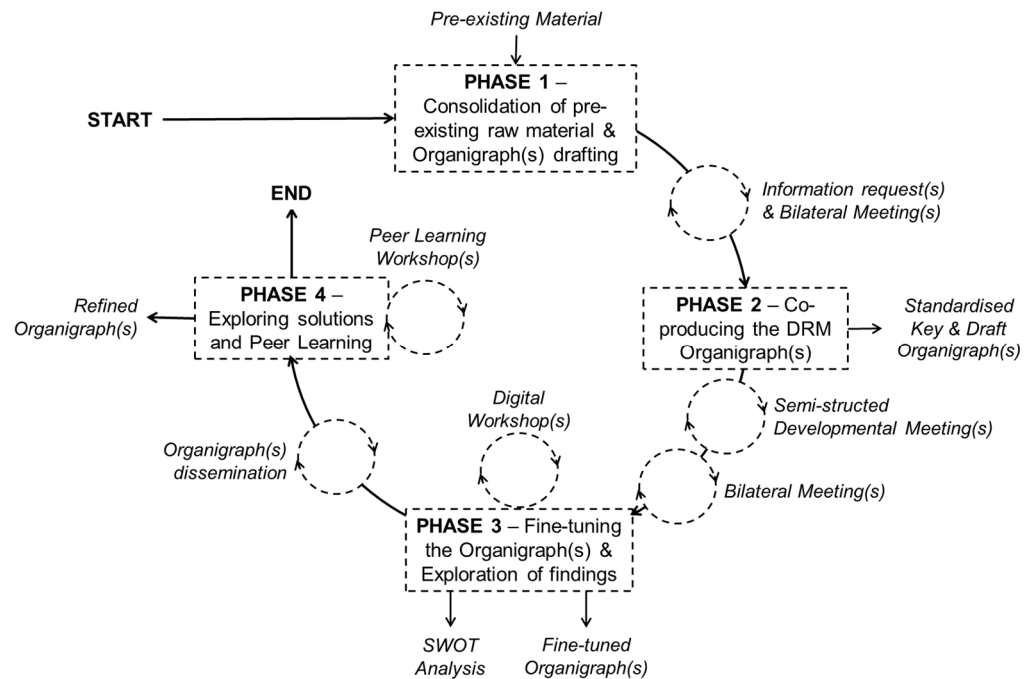 Pre-existing Material
PHASE 1 –
Consolidation of pre-
existing raw material &
Organigraph(s) drafting
START
Information request(s)
& Bilateral Meeting(s)
END
Peer Learning
Workshop(s)
PHASE 4 –
Exploring solutions
and Peer Learning
Refined
Organigraph(s)
PHASE 2 – Co-
producing the DRM
Organigraph(s)
Standardised
Key & Draft
Organigraph(s)
Semi-structed
Developmental Meeting(s)
Digital
Workshop(s)
Organigraph(s)
dissemination
Bilateral Meeting(s)
PHASE 3 – Fine-tuning
the Organigraph(s) &
Exploration of findings
SWOT
Analysis
Fine-tuned
Organigraph(s)